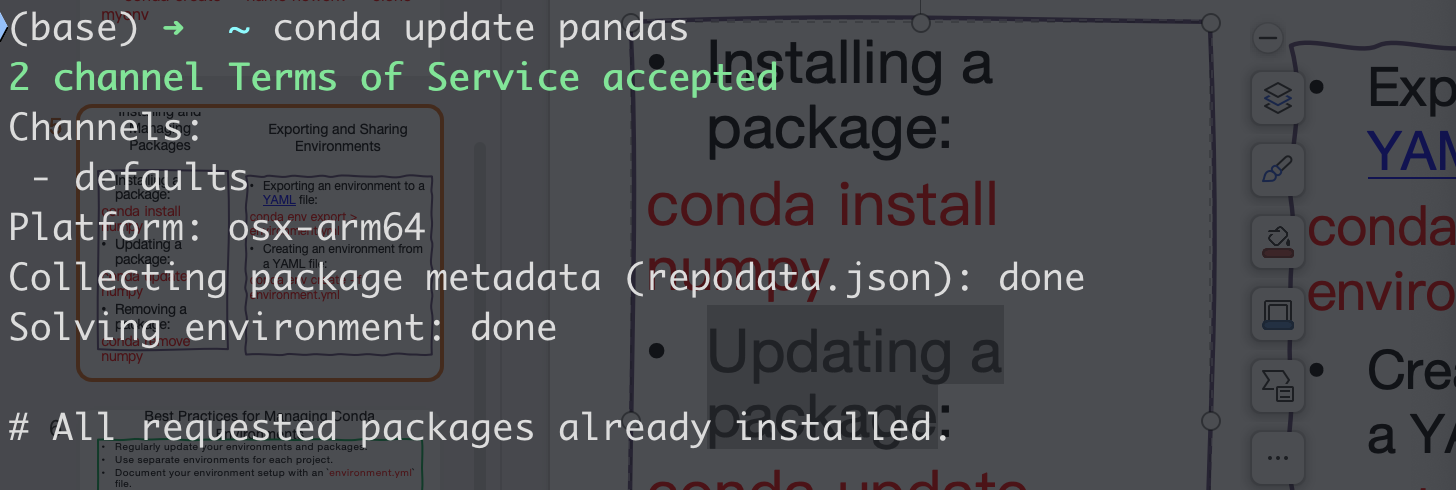 (base) ➜  ~ conda update pandas
2 channel Terms of Service accepted
Channels:
 - defaults
Platform: osx-arm64
Collecting package metadata (repodata.json): done
Solving environment: done
# All requested packages already installed.
myenv
Installing and
Managing
Packages
Installing a
package:
conda install
numpy
• Updating a
package:
conda update
numpy
• Removing a
package:
conda remove
numpy
Exporting and Sharing
Environments
• Exporting an environment to a
YAML file:
conda env export >
environment.yml
• Creating an environment from
a YAML file:
environment.yml
Best Practices for Managing Conda
• Regularly update your environments and packages.
• Use separate environments for each project.
• Document your environment setup with an "environment.yml"
file.
• Installing a
package:
conda install
numpy
• Updating a
package:
conda update
• Exp
YAM
conda
enviro
• Crea
a YA